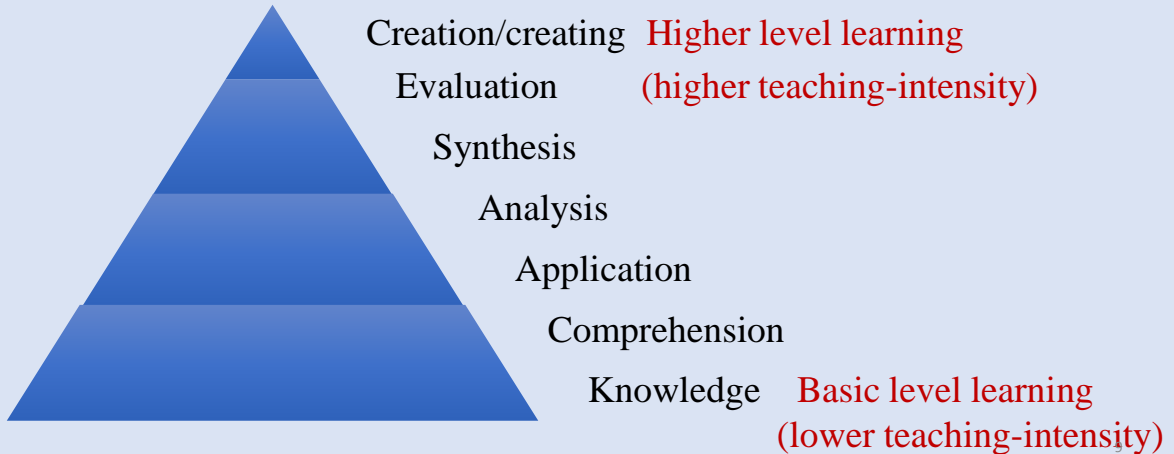 Creation/creating Higher level learning
Evaluation (higher teaching-intensity)
Synthesis
Analysis
Application
Comprehension
Knowledge Basic level learning
(lower teaching-intensity)
9